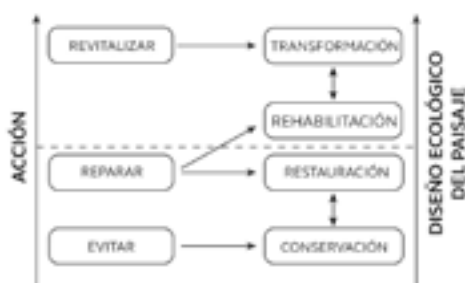 REVITALIZAR
TRANSFORMACIÓN
REHABILITACIÓN
REPARAR
RESTAURACIÓN
EVITAR
CONSERVACIÓN
ACCIÓN
DISEÑO ECOLÓGICO
DEL PAISAJE